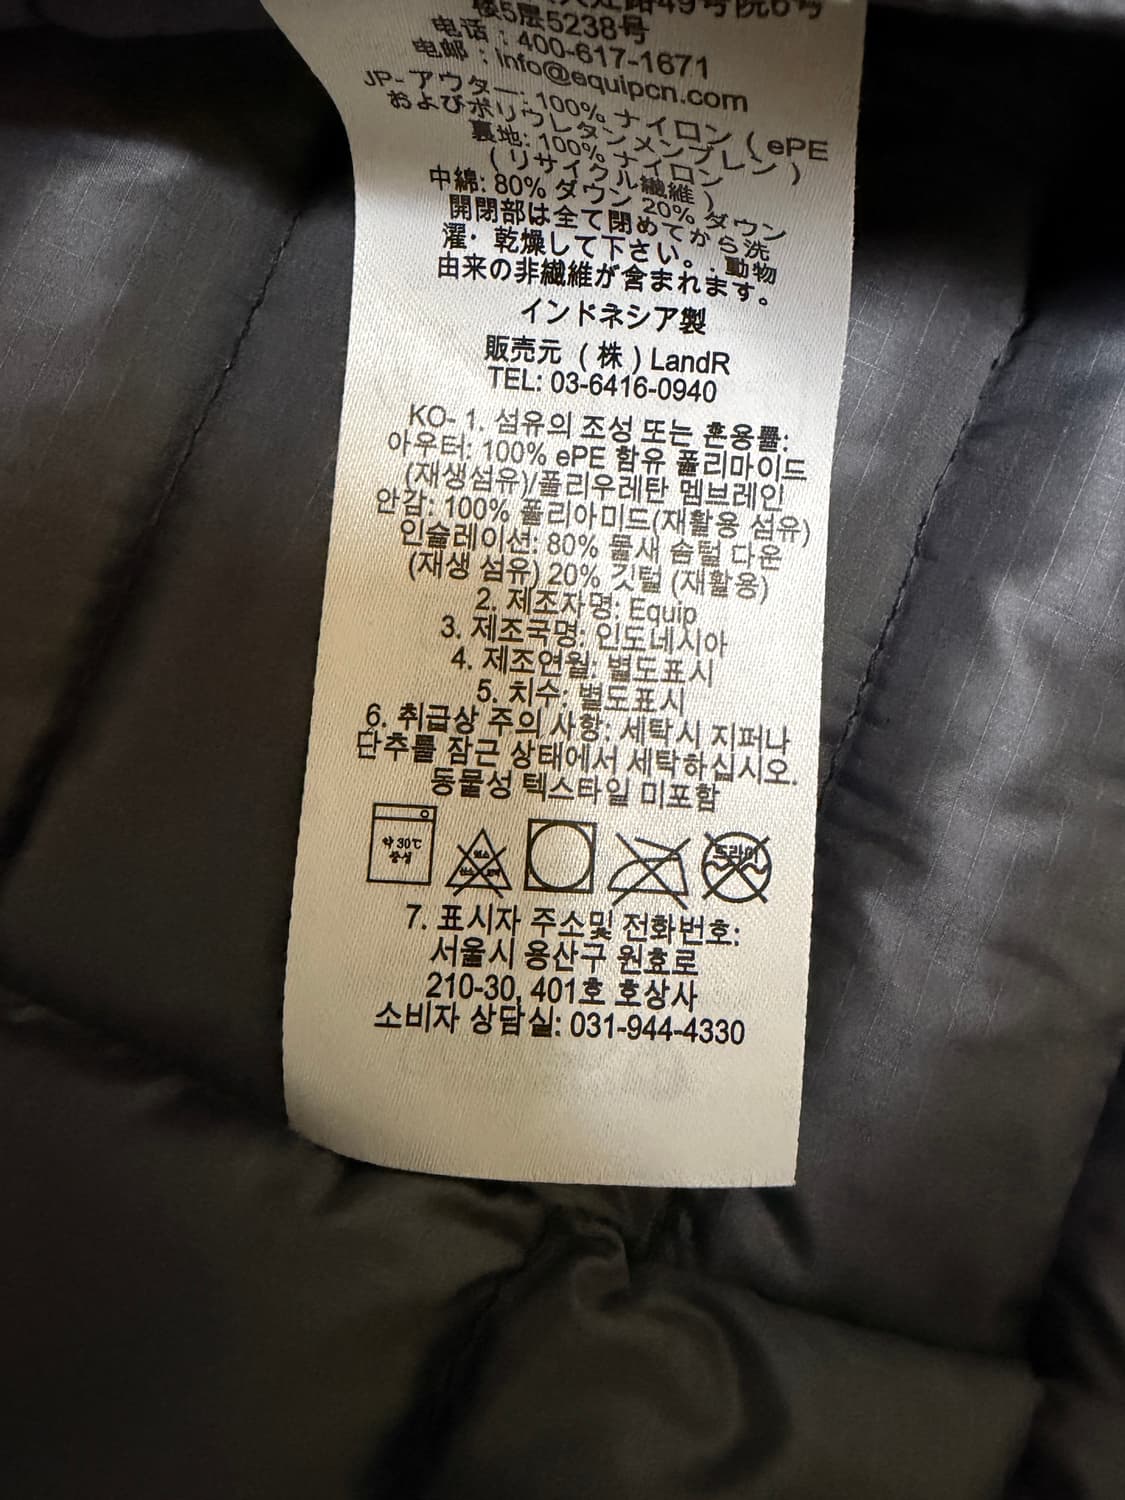 路49号院6号
楼5层5238号
电话：400-617-1671
电邮：info@equipcn.com
JP-アウター: 100% ナイロン ( ePE
およびポリウレタンメンブレン )
裏地: 100% ナイロン
( リサイクル繊維 )
中綿: 80% ダウン 20% ダウン
開閉部は全て閉めてから洗
濯・乾燥して下さい。. 動物
由来の非繊維が含まれます。
インドネシア製
販売元 ( 株 ) LandR
TEL: 03-6416-0940
KO- 1. 섬유의 조성 또는 혼용률:
아우터: 100% ePE 함유 폴리마이드
(재생섬유)/폴리우레탄 멤브레인
안감: 100% 폴리아미드(재활용 섬유)
인슐레이션: 80% 물새 솜털 다운
(재생 섬유) 20% 깃털 (재활용)
2. 제조자명: Equip
3. 제조국명: 인도네시아
4. 제조연월: 별도표시
5. 치수: 별도표시
6. 취급상 주의 사항: 세탁시 지퍼나
단추를 잠근 상태에서 세탁하십시오.
동물성 텍스타일 미포함
약 30℃
중성
드라이
7. 표시자 주소및 전화번호:
서울시 용산구 원효로
210-30, 401호 호상사
소비자 상담실: 031-944-4330